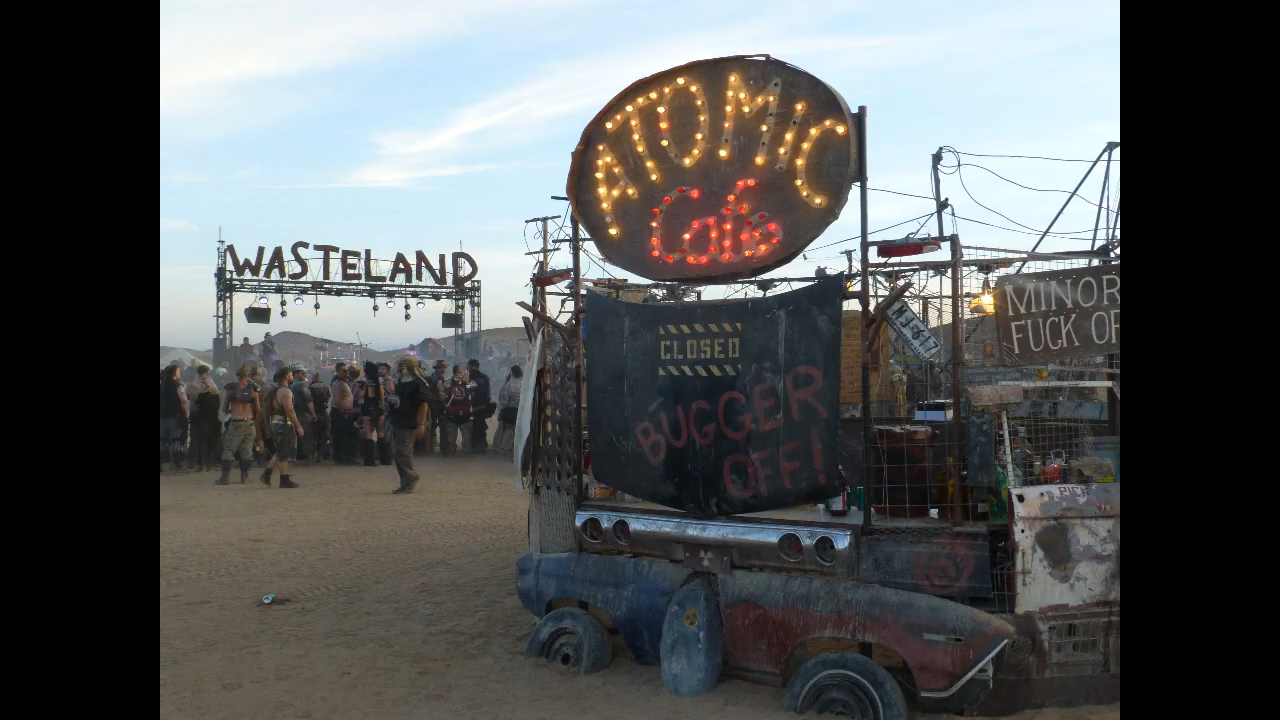 WASTELAND
ATOMIC
Cafe
CLOSED
BUGGER
OFF!
MINOR
FUCK OF